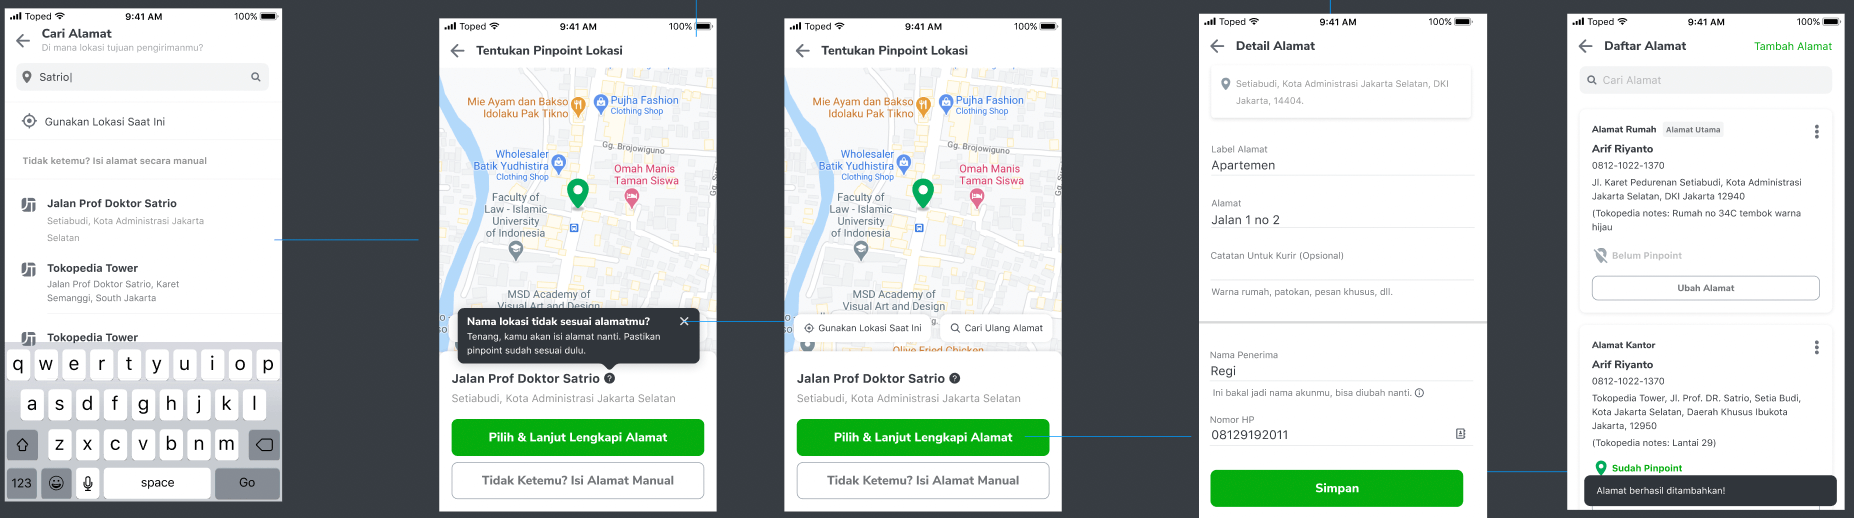 Toped
9:41 AM
100%
Cari Alamat
Di mana lokasi tujuan pengirimanmu?
Satrio
Gunakan Lokasi Saat Ini
Tidak ketemu? Isi alamat secara manual
Jalan Prof Doktor Satrio
Setiabudi, Kota Administrasi Jakarta
Selatan
Tokopedia Tower
Jalan Prof Doktor Satrio, Karet
Semanggi, South Jakarta
Tokopedia Tower
q w e r t y u i o p
a s d f g h j k l
z x c v b n m
123
space
Go
Toped
9:41 AM
100%
Tentukan Pinpoint Lokasi
Mie Ayam dan Bakso
Idolaku Pak Tikno
Pujha Fashion
Clothing Shop
Gg. Brojowiguno
Wholesaler
Batik Yudhistira
Clothing Shop
Omah Manis
Taman Siswa
Faculty of
Law - Islamic
University
of Indonesia
MSD Academy of
Visual Art and Design
Nama lokasi tidak sesuai alamatmu?
Tenang, kamu akan isi alamat nanti. Pastikan
pinpoint sudah sesuai dulu.
Jalan Prof Doktor Satrio
Setiabudi, Kota Administrasi Jakarta Selatan
Pilih & Lanjut Lengkapi Alamat
Tidak Ketemu? Isi Alamat Manual
Toped
9:41 AM
100%
Tentukan Pinpoint Lokasi
Mie Ayam dan Bakso
Idolaku Pak Tikno
Pujha Fashion
Clothing Shop
Gg. Brojowiguno
Wholesaler
Batik Yudhistira
Clothing Shop
Omah Manis
Taman Siswa
Faculty of
Law - Islamic
University
of Indonesia
MSD Academy of
Visual Art and Design
Gunakan Lokasi Saat Ini
Cari Ulang Alamat
Olive Fried Chicken
Jalan Prof Doktor Satrio
Setiabudi, Kota Administrasi Jakarta Selatan
Pilih & Lanjut Lengkapi Alamat
Tidak Ketemu? Isi Alamat Manual
Toped
9:41 AM
100%
Detail Alamat
Setiabudi, Kota Administrasi Jakarta Selatan, DKI
Jakarta, 14404.
Label Alamat
Apartemen
Alamat
Jalan 1 no 2
Catatan Untuk Kurir (Opsional)
Warna rumah, patokan, pesan khusus, dll.
Nama Penerima
Regi
Ini bakal jadi nama akunmu, bisa diubah nanti.
Nomor HP
08129192011
Simpan
Toped
9:41 AM
100%
Daftar Alamat
Tambah Alamat
Cari Alamat
Alamat Rumah
Alamat Utama
Arif Riyanto
0812-1022-1370
Jl. Karet Pedurenan Setiabudi, Kota Administrasi
Jakarta Selatan, DKI Jakarta 12940
(Tokopedia notes: Rumah no 34C tembok warna
hijau
Belum Pinpoint
Ubah Alamat
Alamat Kantor
Arif Riyanto
0812-1022-1370
Tokopedia Tower, Jl. Prof. DR. Satrio, Setia Budi,
Kota Jakarta Selatan, Daerah Khusus Ibukota
Jakarta, 12950
(Tokopedia notes: Lantai 29)
Sudah Pinpoint
Alamat berhasil ditambahkan!